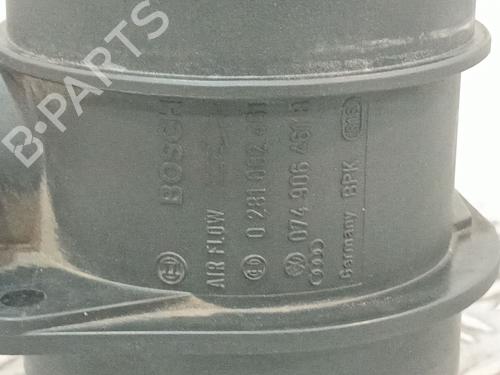 B-PARTS
BOSCH
AIR FLOW
0 281 002 461
074 906 461 B
Germany BPK